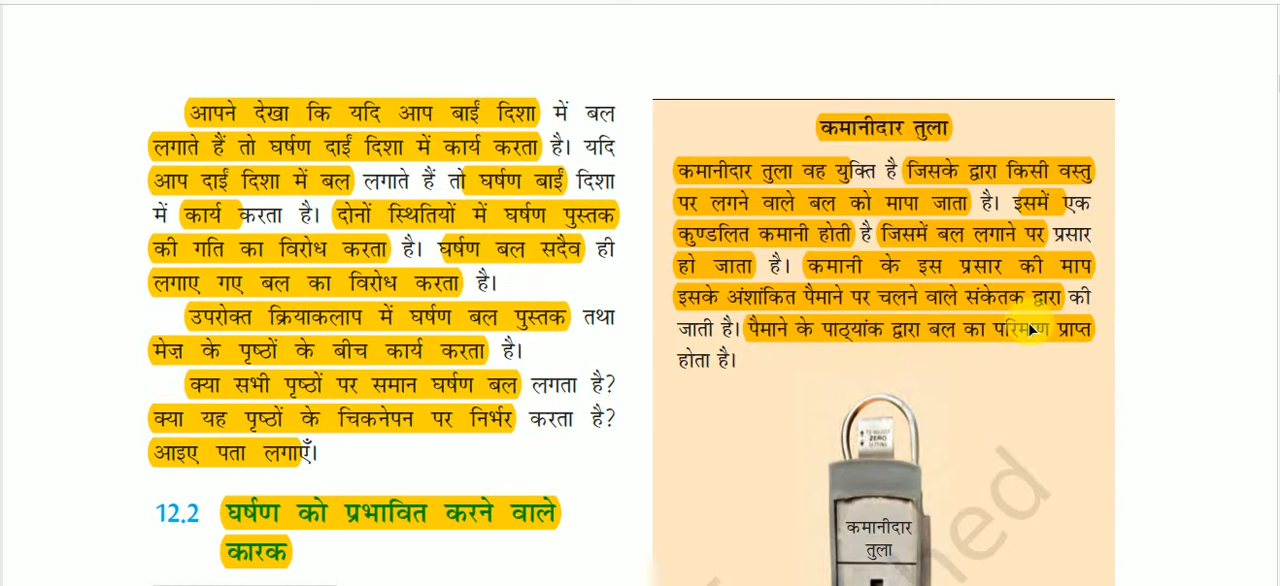 आपने देखा कि यदि आप बाईं दिशा में बल
लगाते हैं तो घर्षण दाईं दिशा में कार्य करता है। यदि
आप दाईं दिशा में बल लगाते हैं तो घर्षण बाईं दिशा
में कार्य करता है। दोनों स्थितियों में घर्षण पुस्तक
की गति का विरोध करता है। घर्षण बल सदैव ही
लगाए गए बल का विरोध करता है।
उपरोक्त क्रियाकलाप में घर्षण बल पुस्तक तथा
मेज़ के पृष्ठों के बीच कार्य करता है।
क्या सभी पृष्ठों पर समान घर्षण बल लगता है?
क्या यह पृष्ठों के चिकनेपन पर निर्भर करता है?
आइए पता लगाएँ।
12.2 घर्षण को प्रभावित करने वाले
कारक
कमानीदार तुला
कमानीदार तुला वह युक्ति है जिसके द्वारा किसी वस्तु
पर लगने वाले बल को मापा जाता है। इसमें एक
कुण्डलित कमानी होती है जिसमें बल लगाने पर प्रसार
हो जाता है। कमानी के इस प्रसार की माप
इसके अंशांकित पैमाने पर चलने वाले संकेतक द्वारा की
जाती है। पैमाने के पाठ्यांक द्वारा बल का परिमाण प्राप्त
होता है।
ZERO
कमानीदार
तुला